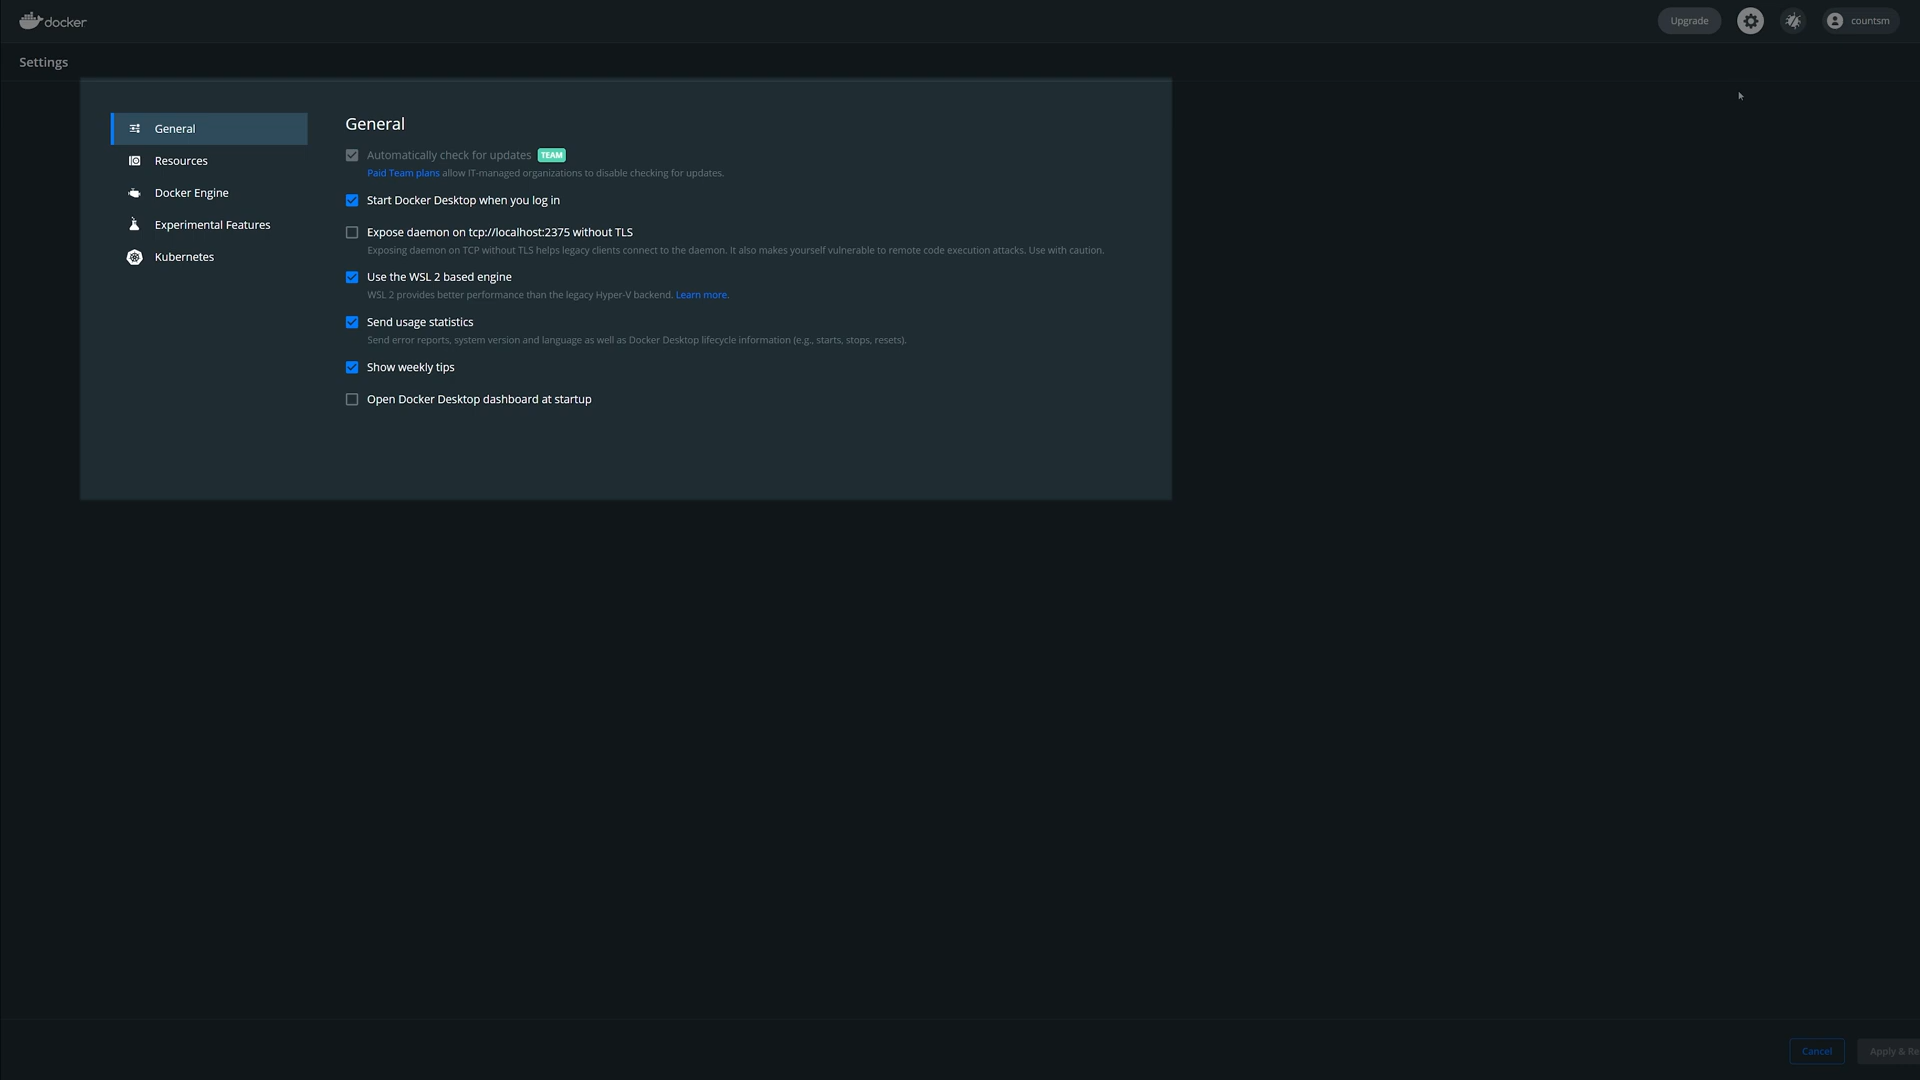 docker
Upgrade
countsm
Settings
General
Resources
Docker Engine
Experimental Features
Kubernetes
General
Automatically check for updates TEAM
Paid Team plans allow IT-managed organizations to disable checking for updates.
Start Docker Desktop when you log in
Expose daemon on tcp://localhost:2375 without TLS
Exposing daemon on TCP without TLS helps legacy clients connect to the daemon. It also makes yourself vulnerable to remote code execution attacks. Use with caution.
Use the WSL 2 based engine
WSL 2 provides better performance than the legacy Hyper-V backend. Learn more.
Send usage statistics
Send error reports, system version and language as well as Docker Desktop lifecycle information (e.g., starts, stops, resets).
Show weekly tips
Open Docker Desktop dashboard at startup
Cancel
Apply & Re